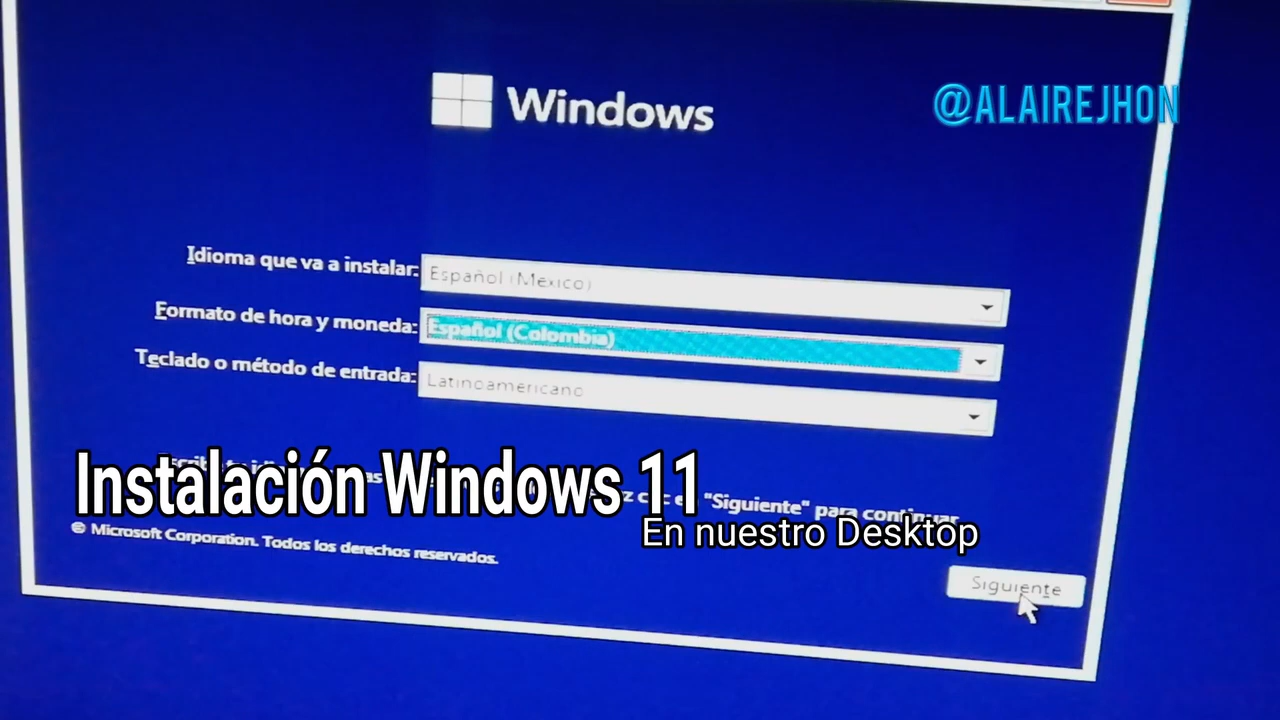 Windows
@ALAIREJHON
Idioma que va a instalar: Español (Mexico)
Formato de hora y moneda: Español (Colombia)
Teclado o método de entrada: Latinoamericano
Instalación Windows 11
"Siguiente" para continuar
En nuestro Desktop
© Microsoft Corporation. Todos los derechos reservados.
Siguiente